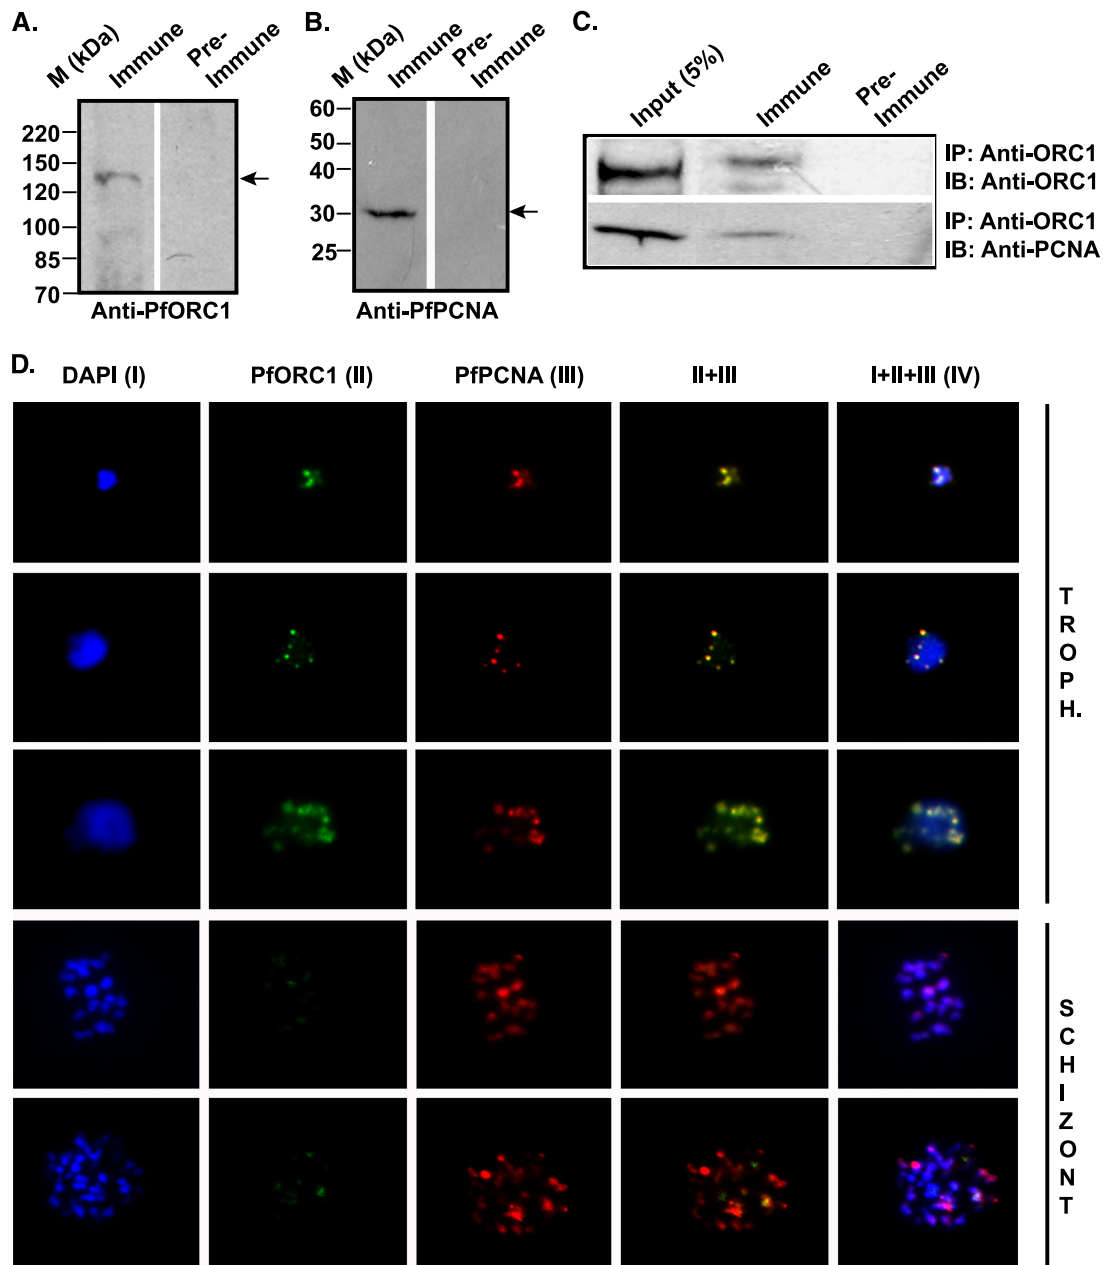 A.
M (kDa)
Immune
Pre-
Immune
220
150
120
100
85
70
Anti-PfORC1
B.
M (kDa)
Immune
Pre-
Immune
60
50
40
30
25
Anti-PfPCNA
C.
Input (5%)
Immune
Pre-
Immune
IP: Anti-ORC1
IB: Anti-ORC1
IP: Anti-ORC1
IB: Anti-PCNA
D.
DAPI (I)
PfORC1 (II)
PfPCNA (III)
II+III
I+II+III (IV)
TROPH.
SCHIZONT